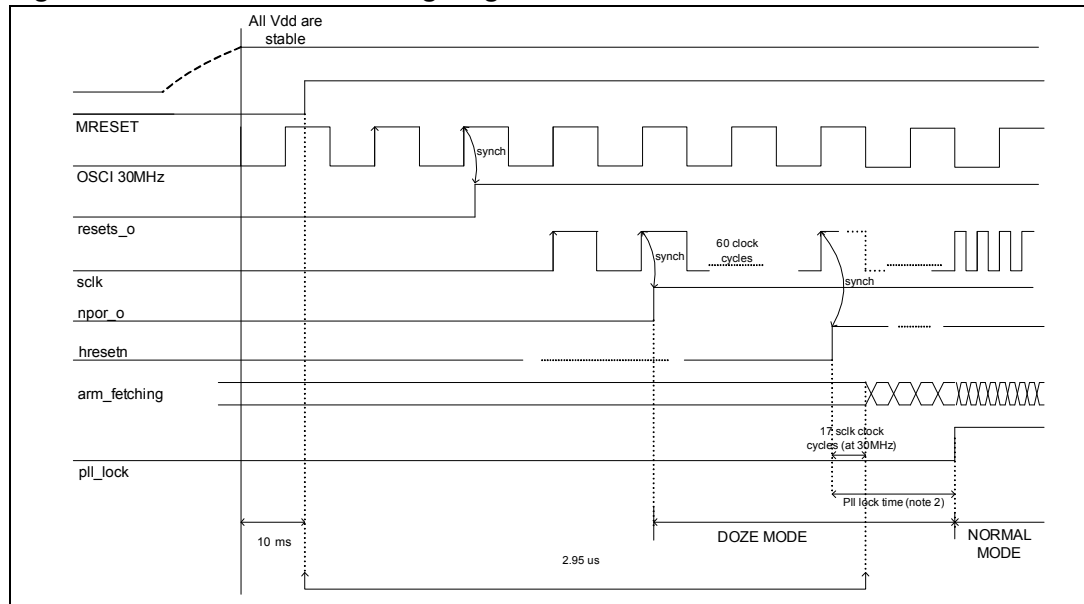 All Vdd are
stable
MRESET
synch
OSCI 30MHz
resets_o
60 clock
cycles
synch
synch
sclk
npor_o
hresetn
arm_fetching
17 sclk clock
cycles (at 30MHz)
pll_lock
Pll lock time (note 2)
10 ms
DOZE MODE
NORMAL
MODE
2.95 us